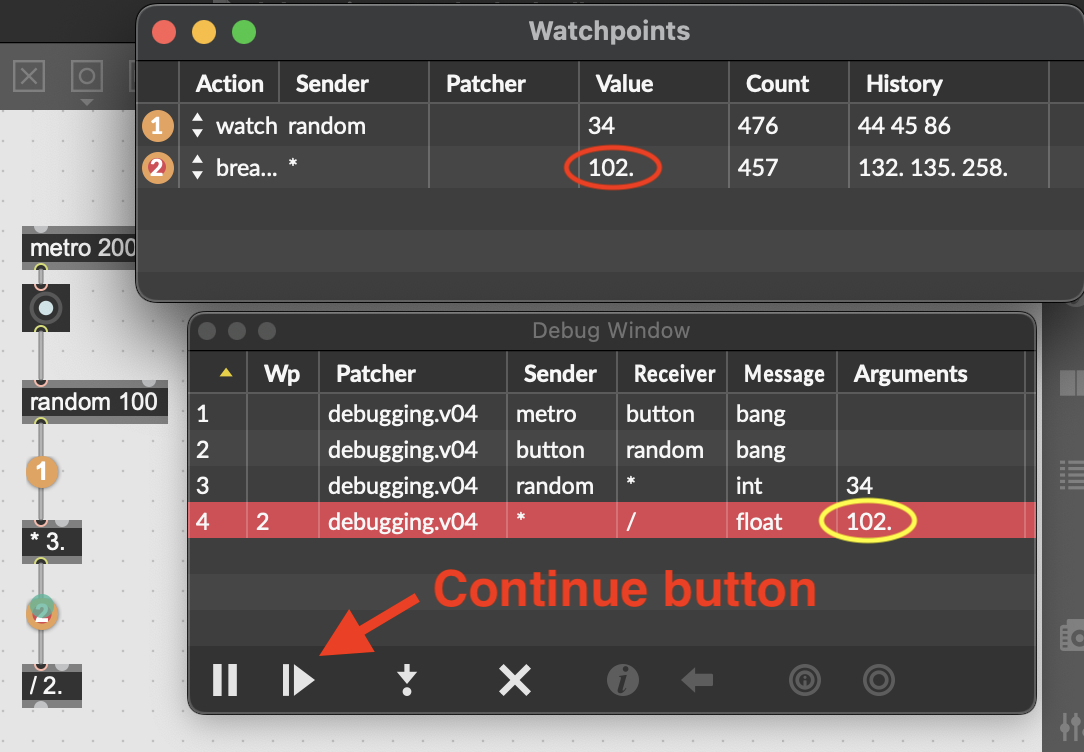 Watchpoints
Action Sender Patcher Value Count History
1 watch random 34 476 44 45 86
2 brea... * 102. 457 132. 135. 258.
metro 200
Debug Window
Wp Patcher Sender Receiver Message Arguments
1 debugging.v04 metro button bang
2 debugging.v04 button random bang
3 debugging.v04 random * int 34
4 2 debugging.v04 * / float 102.
random 100
1
* 3.
Continue button
2
/ 2.